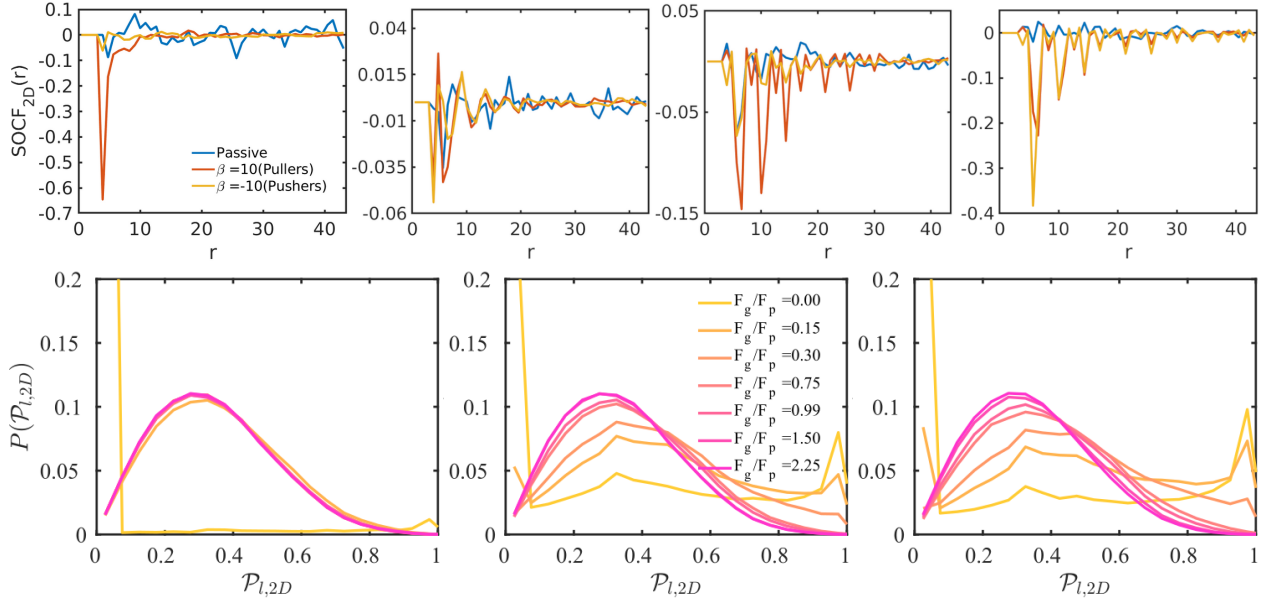 0.1
0
-0.1
-0.2
-0.3
-0.4
-0.5
-0.6
-0.7
SOCF2D(r)
Passive
β =10(Pullers)
β =-10(Pushers)
0 10 20 30 40
r
0.04
0.015
-0.01
-0.035
-0.06
0 10 20 30 40
r
0.05
-0.05
-0.15
0 10 20 30 40
r
0
-0.1
-0.2
-0.3
-0.4
0 10 20 30 40
r
0.2
0.15
0.1
0.05
0
P(𝒫l,2D)
0 0.2 0.4 0.6 0.8 1
𝒫l,2D
0.2
0.15
0.1
0.05
0
Fg/Fp =0.00
Fg/Fp =0.15
Fg/Fp =0.30
Fg/Fp =0.75
Fg/Fp =0.99
Fg/Fp =1.50
Fg/Fp =2.25
0 0.2 0.4 0.6 0.8 1
𝒫l,2D
0.2
0.15
0.1
0.05
0
0 0.2 0.4 0.6 0.8 1
𝒫l,2D